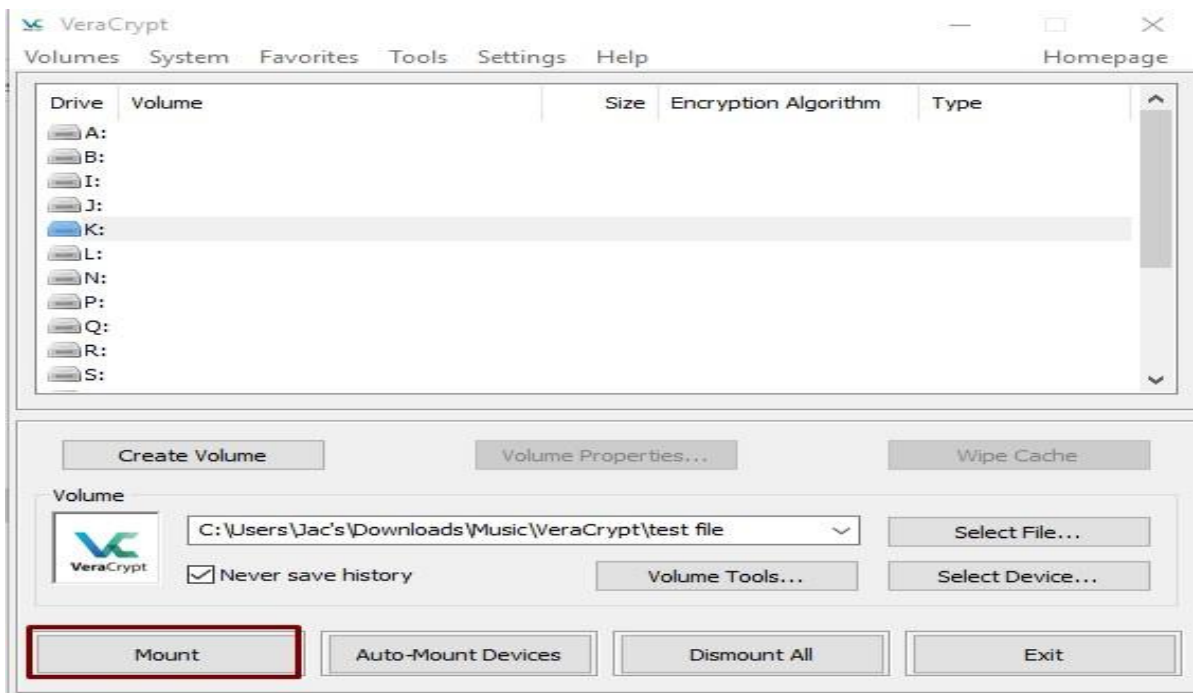 VeraCrypt
Volumes System Favorites Tools Settings Help Homepage
Drive Volume Size Encryption Algorithm Type
A:
B:
I:
J:
K:
L:
N:
P:
Q:
R:
S:
Create Volume Volume Properties... Wipe Cache
Volume
C:\Users\Jac's\Downloads\Music\VeraCrypt\test file Select File...
VeraCrypt
Never save history Volume Tools... Select Device...
Mount Auto-Mount Devices Dismount All Exit